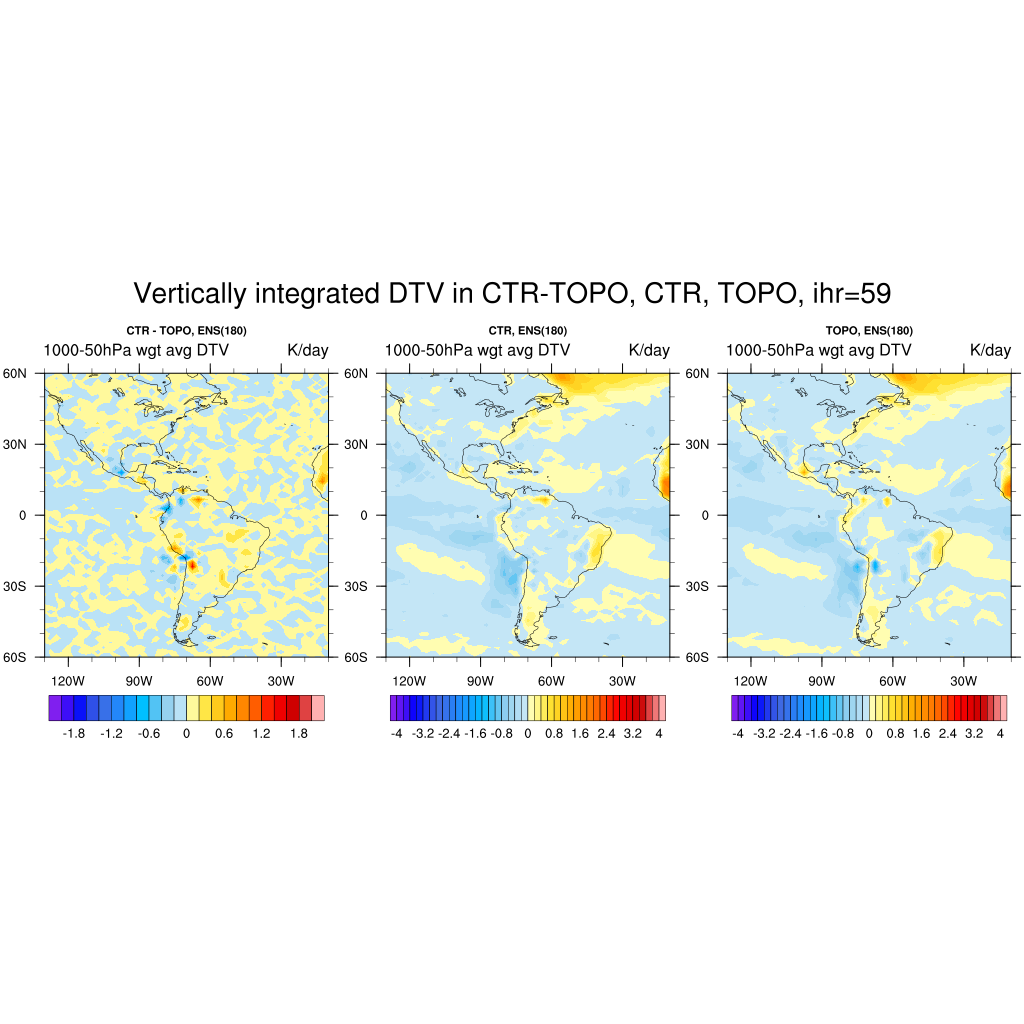 Vertically integrated DTV in CTR-TOPO, CTR, TOPO, ihr=59
CTR - TOPO, ENS(180)
1000-50hPa wgt avg DTV K/day
60N
30N
0
30S
60S
120W 90W 60W 30W
-1.8 -1.2 -0.6 0 0.6 1.2 1.8
CTR, ENS(180)
1000-50hPa wgt avg DTV K/day
60N
30N
0
30S
60S
120W 90W 60W 30W
-4 -3.2 -2.4 -1.6 -0.8 0 0.8 1.6 2.4 3.2 4
TOPO, ENS(180)
1000-50hPa wgt avg DTV K/day
60N
30N
0
30S
60S
120W 90W 60W 30W
-4 -3.2 -2.4 -1.6 -0.8 0 0.8 1.6 2.4 3.2 4